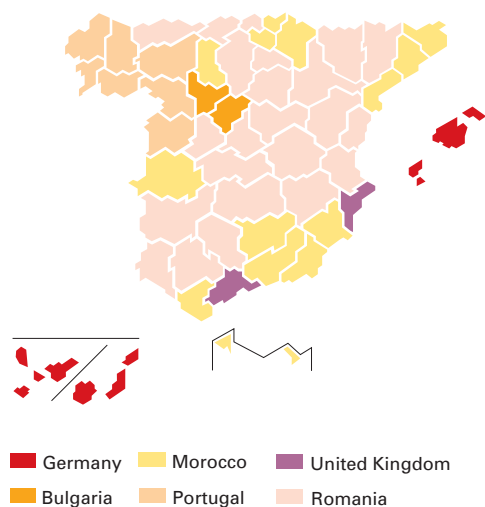 Germany
Morocco
United Kingdom
Bulgaria
Portugal
Romania